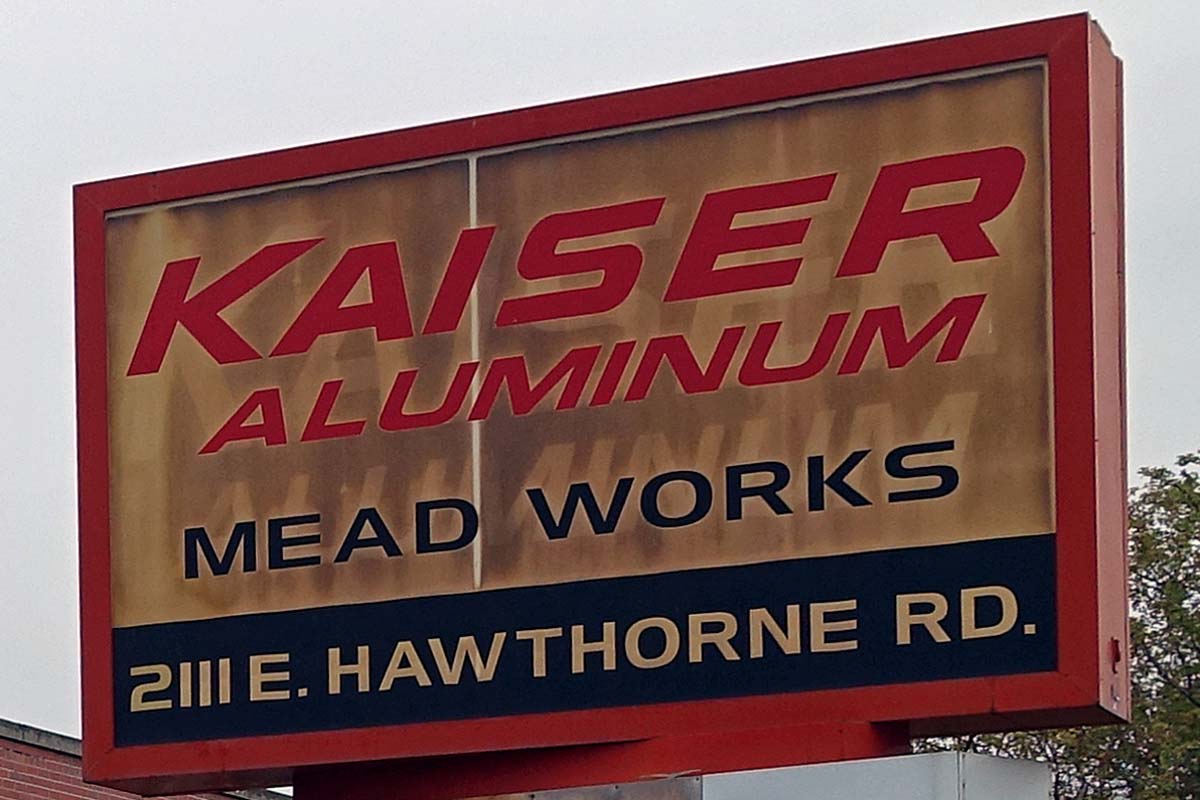 KAISER
ALUMINUM
MEAD WORKS
2111 E. HAWTHORNE RD.